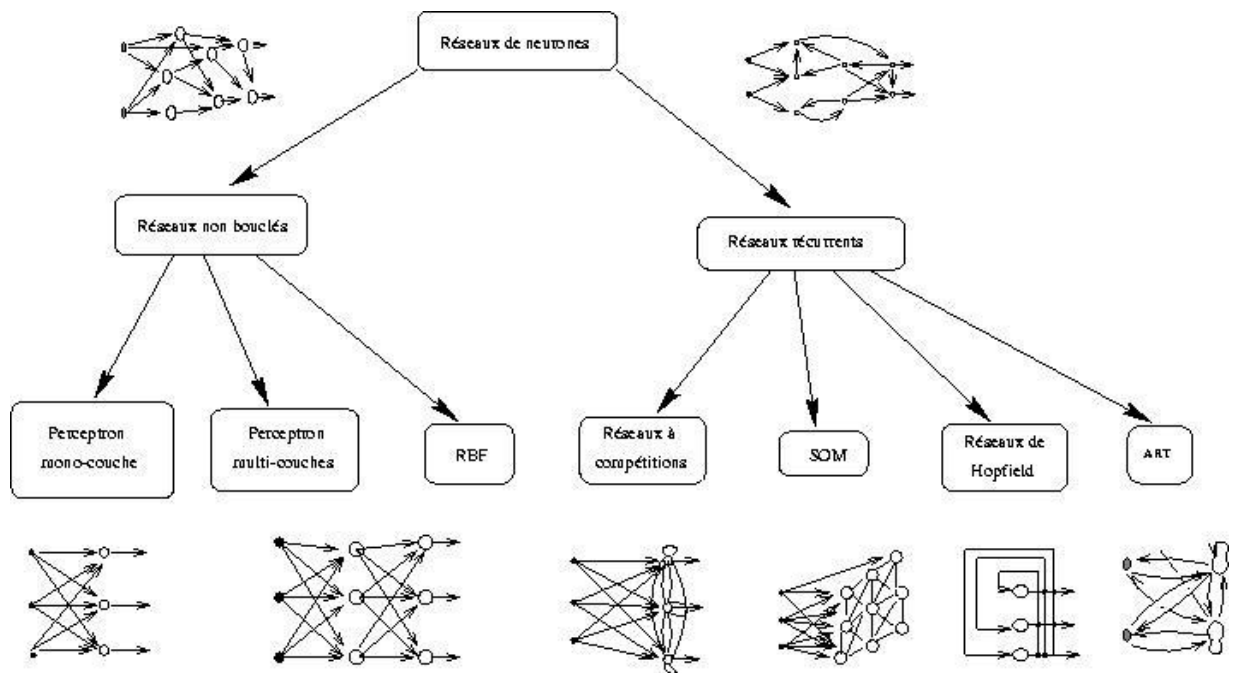 Réseaux de neurones
Réseaux non bouclés
Réseaux récurrents
Perceptron
mono-couche
Perceptron
multi-couches
RBF
Réseaux à
compétitions
SOM
Réseaux de
Hopfield
ART